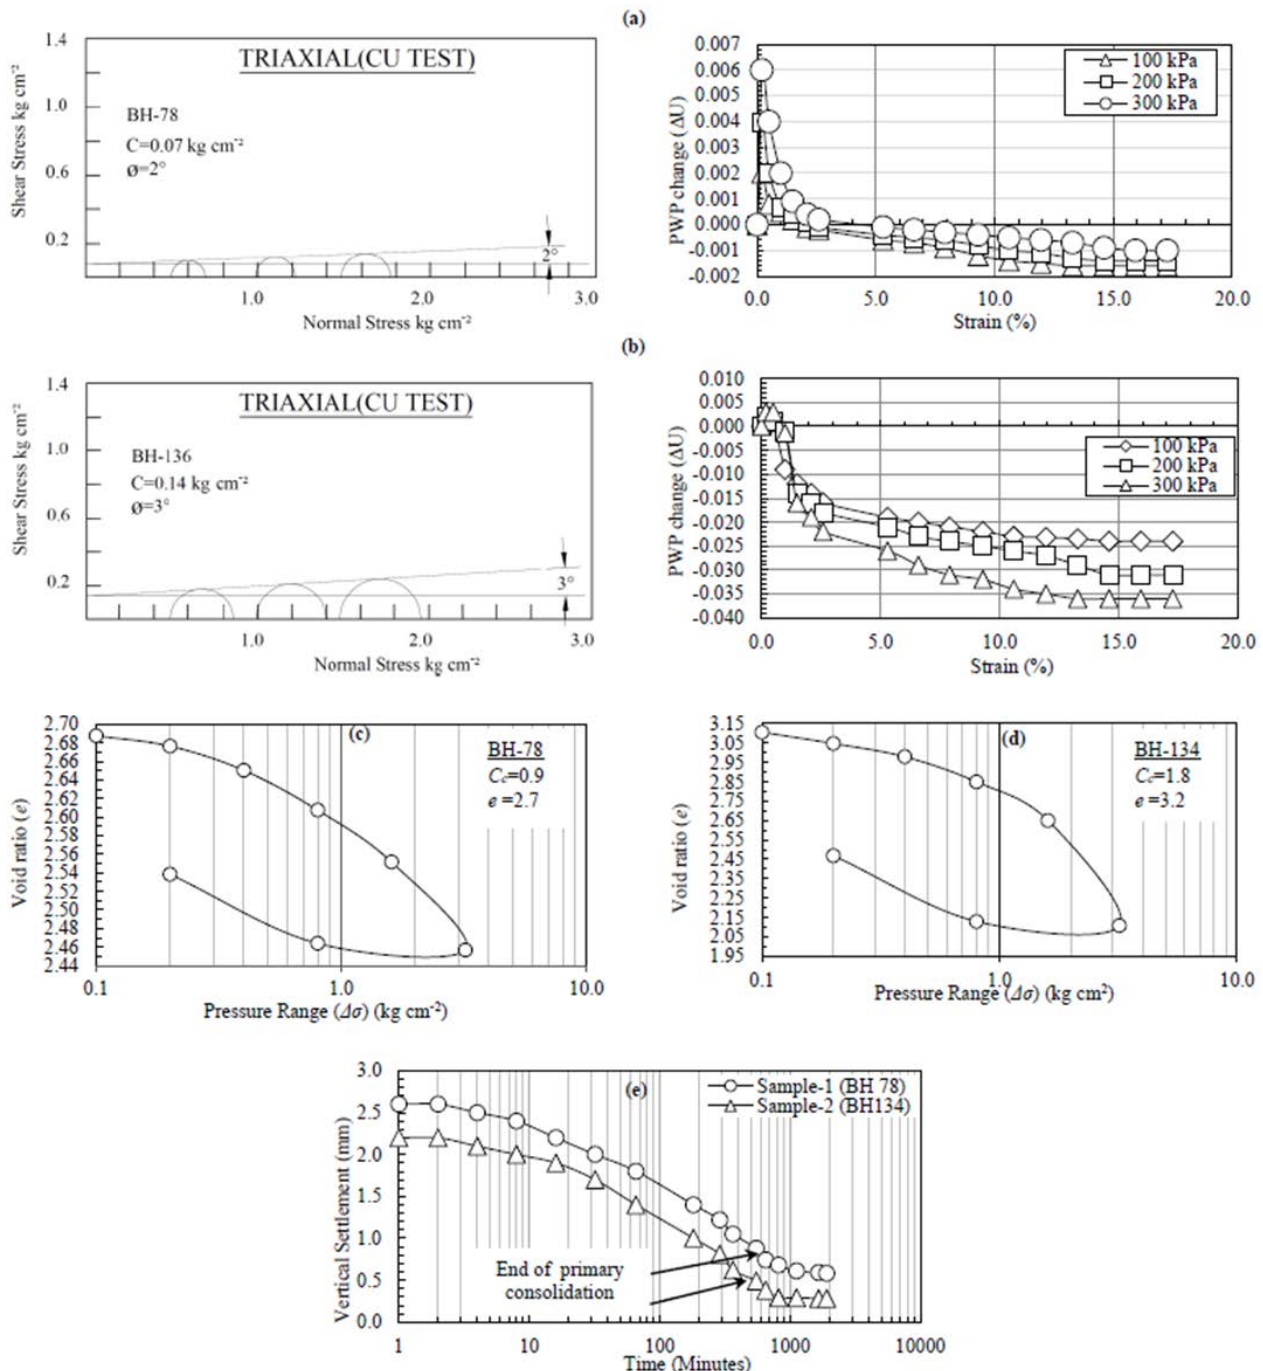 (a)
TRIAXIAL(CU TEST)
BH-78
C=0.07 kg cm⁻²
ø=2°
2°
1.4
1.0
0.6
0.2
1.0
2.0
3.0
Shear Stress kg cm⁻²
Normal Stress kg cm⁻²
0.007
0.006
0.005
0.004
0.003
0.002
0.001
0.000
-0.001
-0.002
0.0
5.0
10.0
15.0
20.0
PWP change (ΔU)
Strain (%)
100 kPa
200 kPa
300 kPa
(b)
TRIAXIAL(CU TEST)
BH-136
C=0.14 kg cm⁻²
ø=3°
3°
1.4
1.0
0.6
0.2
1.0
2.0
3.0
Shear Stress kg cm⁻²
Normal Stress kg cm⁻²
0.010
0.005
0.000
-0.005
-0.010
-0.015
-0.020
-0.025
-0.030
-0.035
-0.040
0.0
5.0
10.0
15.0
20.0
PWP change (ΔU)
Strain (%)
100 kPa
200 kPa
300 kPa
(c)
BH-78
Cc=0.9
e =2.7
2.70
2.68
2.66
2.64
2.62
2.60
2.58
2.56
2.54
2.52
2.50
2.48
2.46
2.44
0.1
1.0
10.0
Void ratio (e)
Pressure Range (Δσ) (kg cm⁻²)
(d)
BH-134
Cc=1.8
e =3.2
3.15
3.05
2.95
2.85
2.75
2.65
2.55
2.45
2.35
2.25
2.15
2.05
1.95
0.1
1.0
10.0
Void ratio (e)
Pressure Range (Δσ) (kg cm²)
(e)
Sample-1 (BH 78)
Sample-2 (BH134)
End of primary
consolidation
3.0
2.5
2.0
1.5
1.0
0.5
0.0
1
10
100
1000
10000
Vertical Settlement (mm)
Time (Minutes)